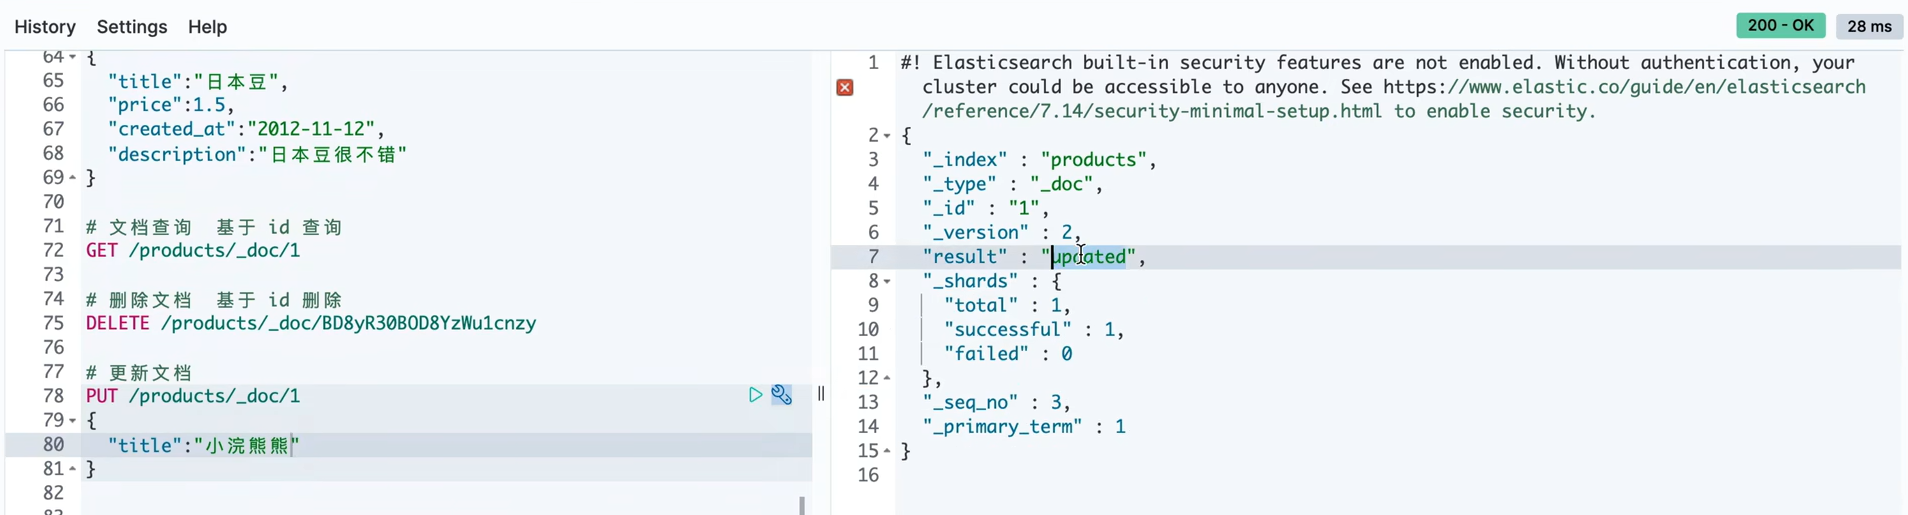 History Settings Help
200 - OK 28 ms
64 {
65 "title":"日本豆",
66 "price":1.5,
67 "created_at":"2012-11-12",
68 "description":"日本豆很不错"
69 }
70
71 # 文档查询 基于 id 查询
72 GET /products/_doc/1
73
74 # 删除文档 基于 id 删除
75 DELETE /products/_doc/BD8yR30BOD8YzWu1cnzy
76
77 # 更新文档
78 PUT /products/_doc/1
79 {
80 "title":"小浣熊熊"
81 }
82
83
1 #! Elasticsearch built-in security features are not enabled. Without authentication, your
cluster could be accessible to anyone. See https://www.elastic.co/guide/en/elasticsearch
/reference/7.14/security-minimal-setup.html to enable security.
2 {
3 "_index" : "products",
4 "_type" : "_doc",
5 "_id" : "1",
6 "_version" : 2,
7 "result" : "updated",
8 "_shards" : {
9 "total" : 1,
10 "successful" : 1,
11 "failed" : 0
12 },
13 "_seq_no" : 3,
14 "_primary_term" : 1
15 }
16